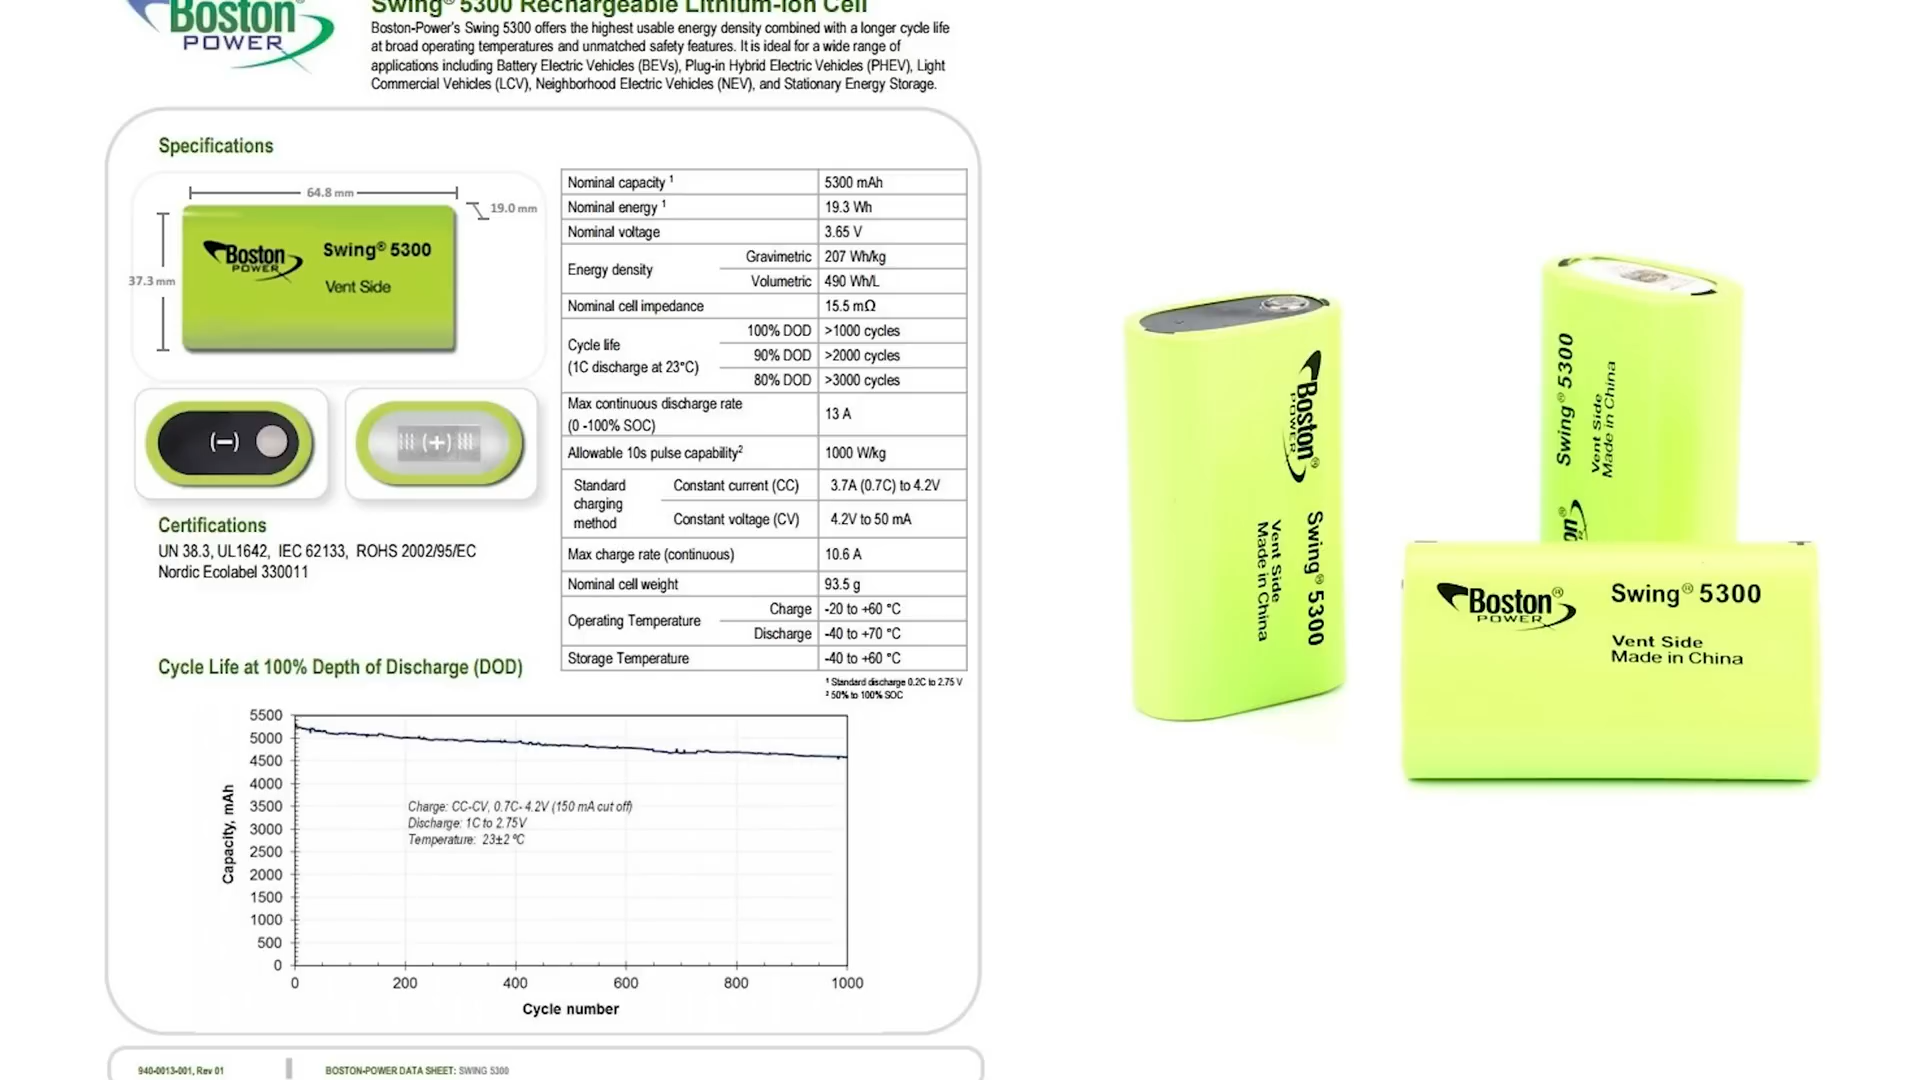 Boston
POWER
Swing® 5300 Rechargeable Lithium-Ion Cell
Boston-Power's Swing 5300 offers the highest usable energy density combined with a longer cycle life
at broad operating temperatures and unmatched safety features. It is ideal for a wide range of
applications including Battery Electric Vehicles (BEVs), Plug-in Hybrid Electric Vehicles (PHEV), Light
Commercial Vehicles (LCV), Neighborhood Electric Vehicles (NEV), and Stationary Energy Storage.
Specifications
64.8 mm
19.0 mm
37.3 mm
Boston
POWER
Swing® 5300
Vent Side
(-)
(+)
Certifications
UN 38.3, UL1642, IEC 62133, ROHS 2002/95/EC
Nordic Ecolabel 330011
Nominal capacity ¹ 5300 mAh
Nominal energy ¹ 19.3 Wh
Nominal voltage 3.65 V
Energy density Gravimetric 207 Wh/kg
Volumetric 490 Wh/L
Nominal cell impedance 15.5 mΩ
Cycle life
(1C discharge at 23°C)
100% DOD >1000 cycles
90% DOD >2000 cycles
80% DOD >3000 cycles
Max continuous discharge rate
(0 -100% SOC)
13 A
Allowable 10s pulse capability² 1000 W/kg
Standard
charging
method
Constant current (CC) 3.7A (0.7C) to 4.2V
Constant voltage (CV) 4.2V to 50 mA
Max charge rate (continuous) 10.6 A
Nominal cell weight 93.5 g
Operating Temperature
Charge -20 to +60 °C
Discharge -40 to +70 °C
Storage Temperature -40 to +60 °C
¹ Standard discharge 0.2C to 2.75 V
² 50% to 100% SOC
Cycle Life at 100% Depth of Discharge (DOD)
5500
5000
4500
4000
3500
3000
2500
2000
1500
1000
500
0
Capacity, mAh
Charge: CC-CV, 0.7C- 4.2V (150 mA cut off)
Discharge: 1C to 2.75V
Temperature: 23±2 °C
0 200 400 600 800 1000
Cycle number
940-0013-001, Rev 01
BOSTON-POWER DATA SHEET: SWING 5300
Boston®
POWER
Swing® 5300
Vent Side
Made in China
Swing® 5300
Vent Side
Made in China
on®
Boston®
POWER
Swing® 5300
Vent Side
Made in China